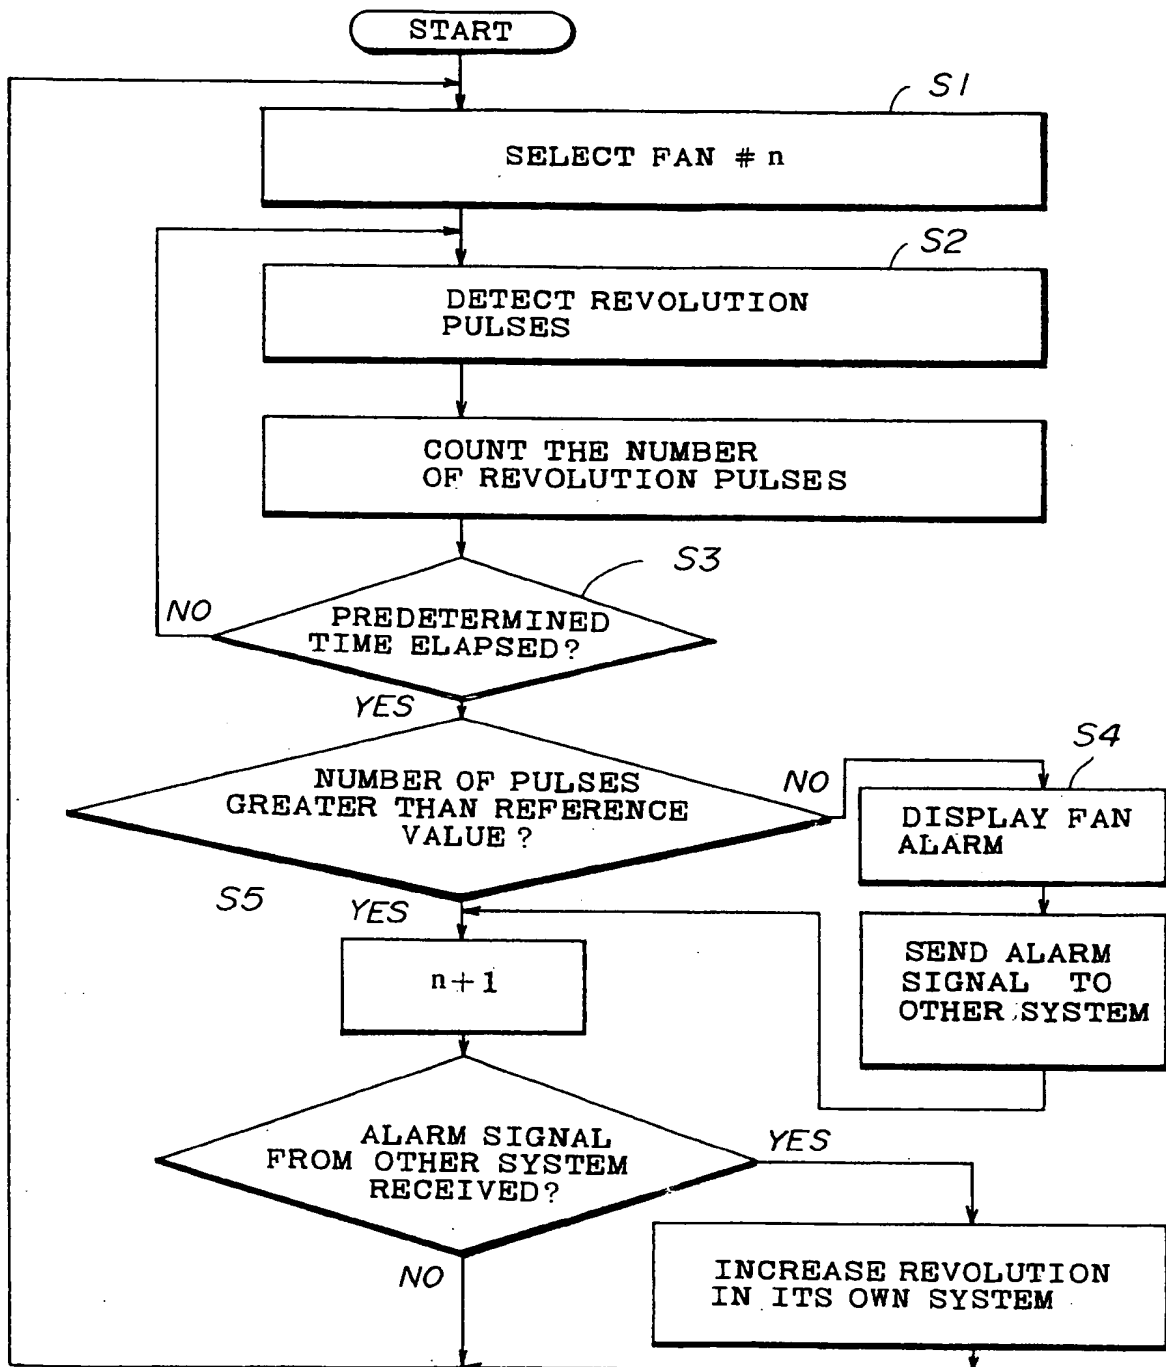 START
S1
SELECT FAN # n
S2
DETECT REVOLUTION
PULSES
COUNT THE NUMBER
OF REVOLUTION PULSES
S3
NO
PREDETERMINED
TIME ELAPSED?
YES
S4
NUMBER OF PULSES
GREATER THAN REFERENCE
VALUE?
NO
DISPLAY FAN
ALARM
S5
YES
SEND ALARM
SIGNAL TO
OTHER SYSTEM
n+1
ALARM SIGNAL
FROM OTHER SYSTEM
RECEIVED?
YES
NO
INCREASE REVOLUTION
IN ITS OWN SYSTEM